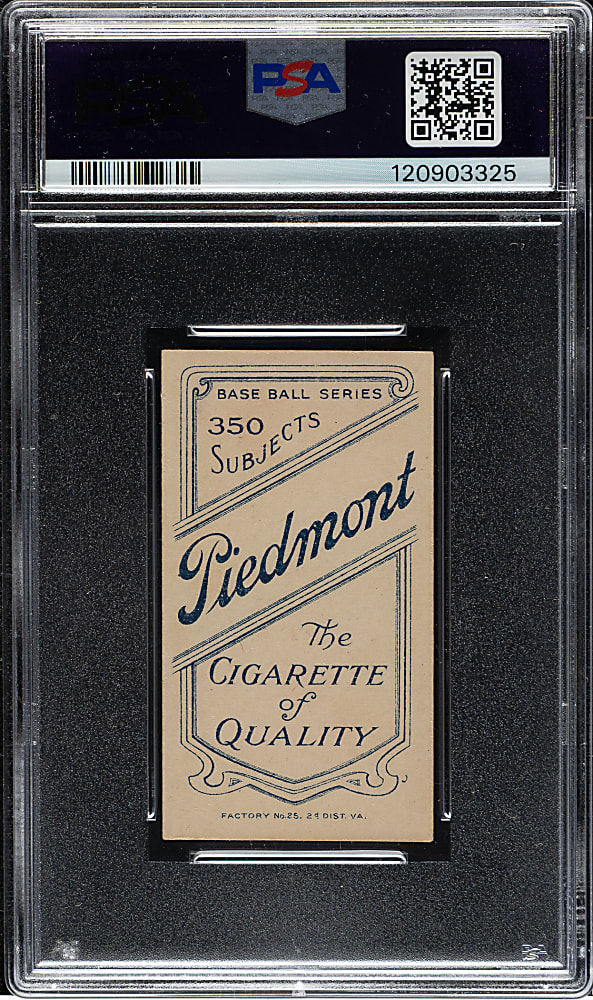 PSA
120903325
BASE BALL SERIES
350
SUBJECTS
Piedmont
The
CIGARETTE
of
QUALITY
FACTORY No.25, 2d DIST. VA.